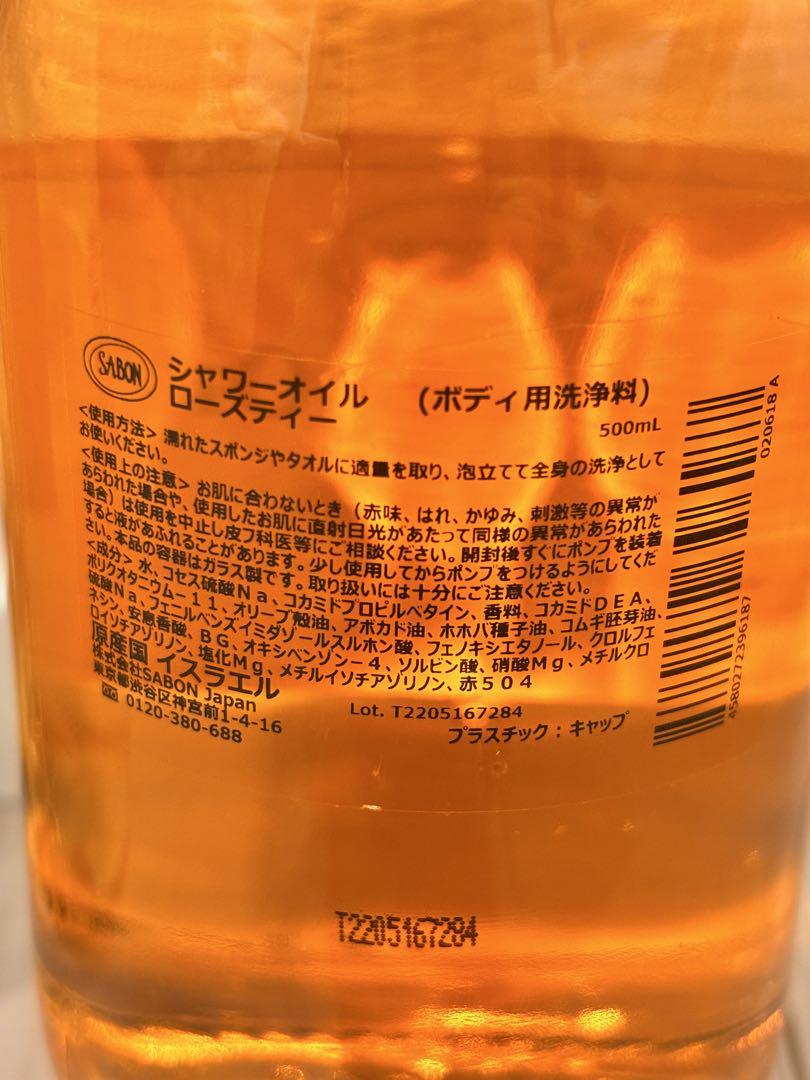 SABON
シャワーオイル (ボディ用洗浄料)
ローズティー
500mL
<使用方法> 濡れたスポンジやタオルに適量を取り、泡立てて全身の洗浄として
お使いください。
<使用上の注意> お肌に合わないとき（赤味、はれ、かゆみ、刺激等の異常が
あらわれた場合や、使用したお肌に直射日光があたって同様の異常があらわれた
場合）は使用を中止し皮フ科医等にご相談ください。開封後すぐにポンプを装着
すると液があふれることがあります。少し使用してからポンプをつけるようにしてくだ
さい。本品の容器はガラス製です。取り扱いには十分にご注意ください。
<成分> 水、コセス硫酸Ｎａ、コカミドプロピルベタイン、香料、コカミドＤＥＡ、
ポリクオタニウム－１１、オリーブ殻油、アボカド油、ホホバ種子油、コムギ胚芽油、
硫酸Ｎａ、フェニルベンズイミダゾールスルホン酸、フェノキシエタノール、クロルフェ
ネシン、安息香酸、ＢＧ、オキシベンゾン－４、ソルビン酸、硝酸Ｍｇ、メチルクロ
ロイソチアゾリノン、塩化Ｍｇ、メチルイソチアゾリノン、赤５０４
原産国 イスラエル
株式会社SABON Japan
東京都渋谷区神宮前1-4-16
0120-380-688
Lot. T2205167284
プラスチック：キャップ
020618 A
4580272396187
T2205167284